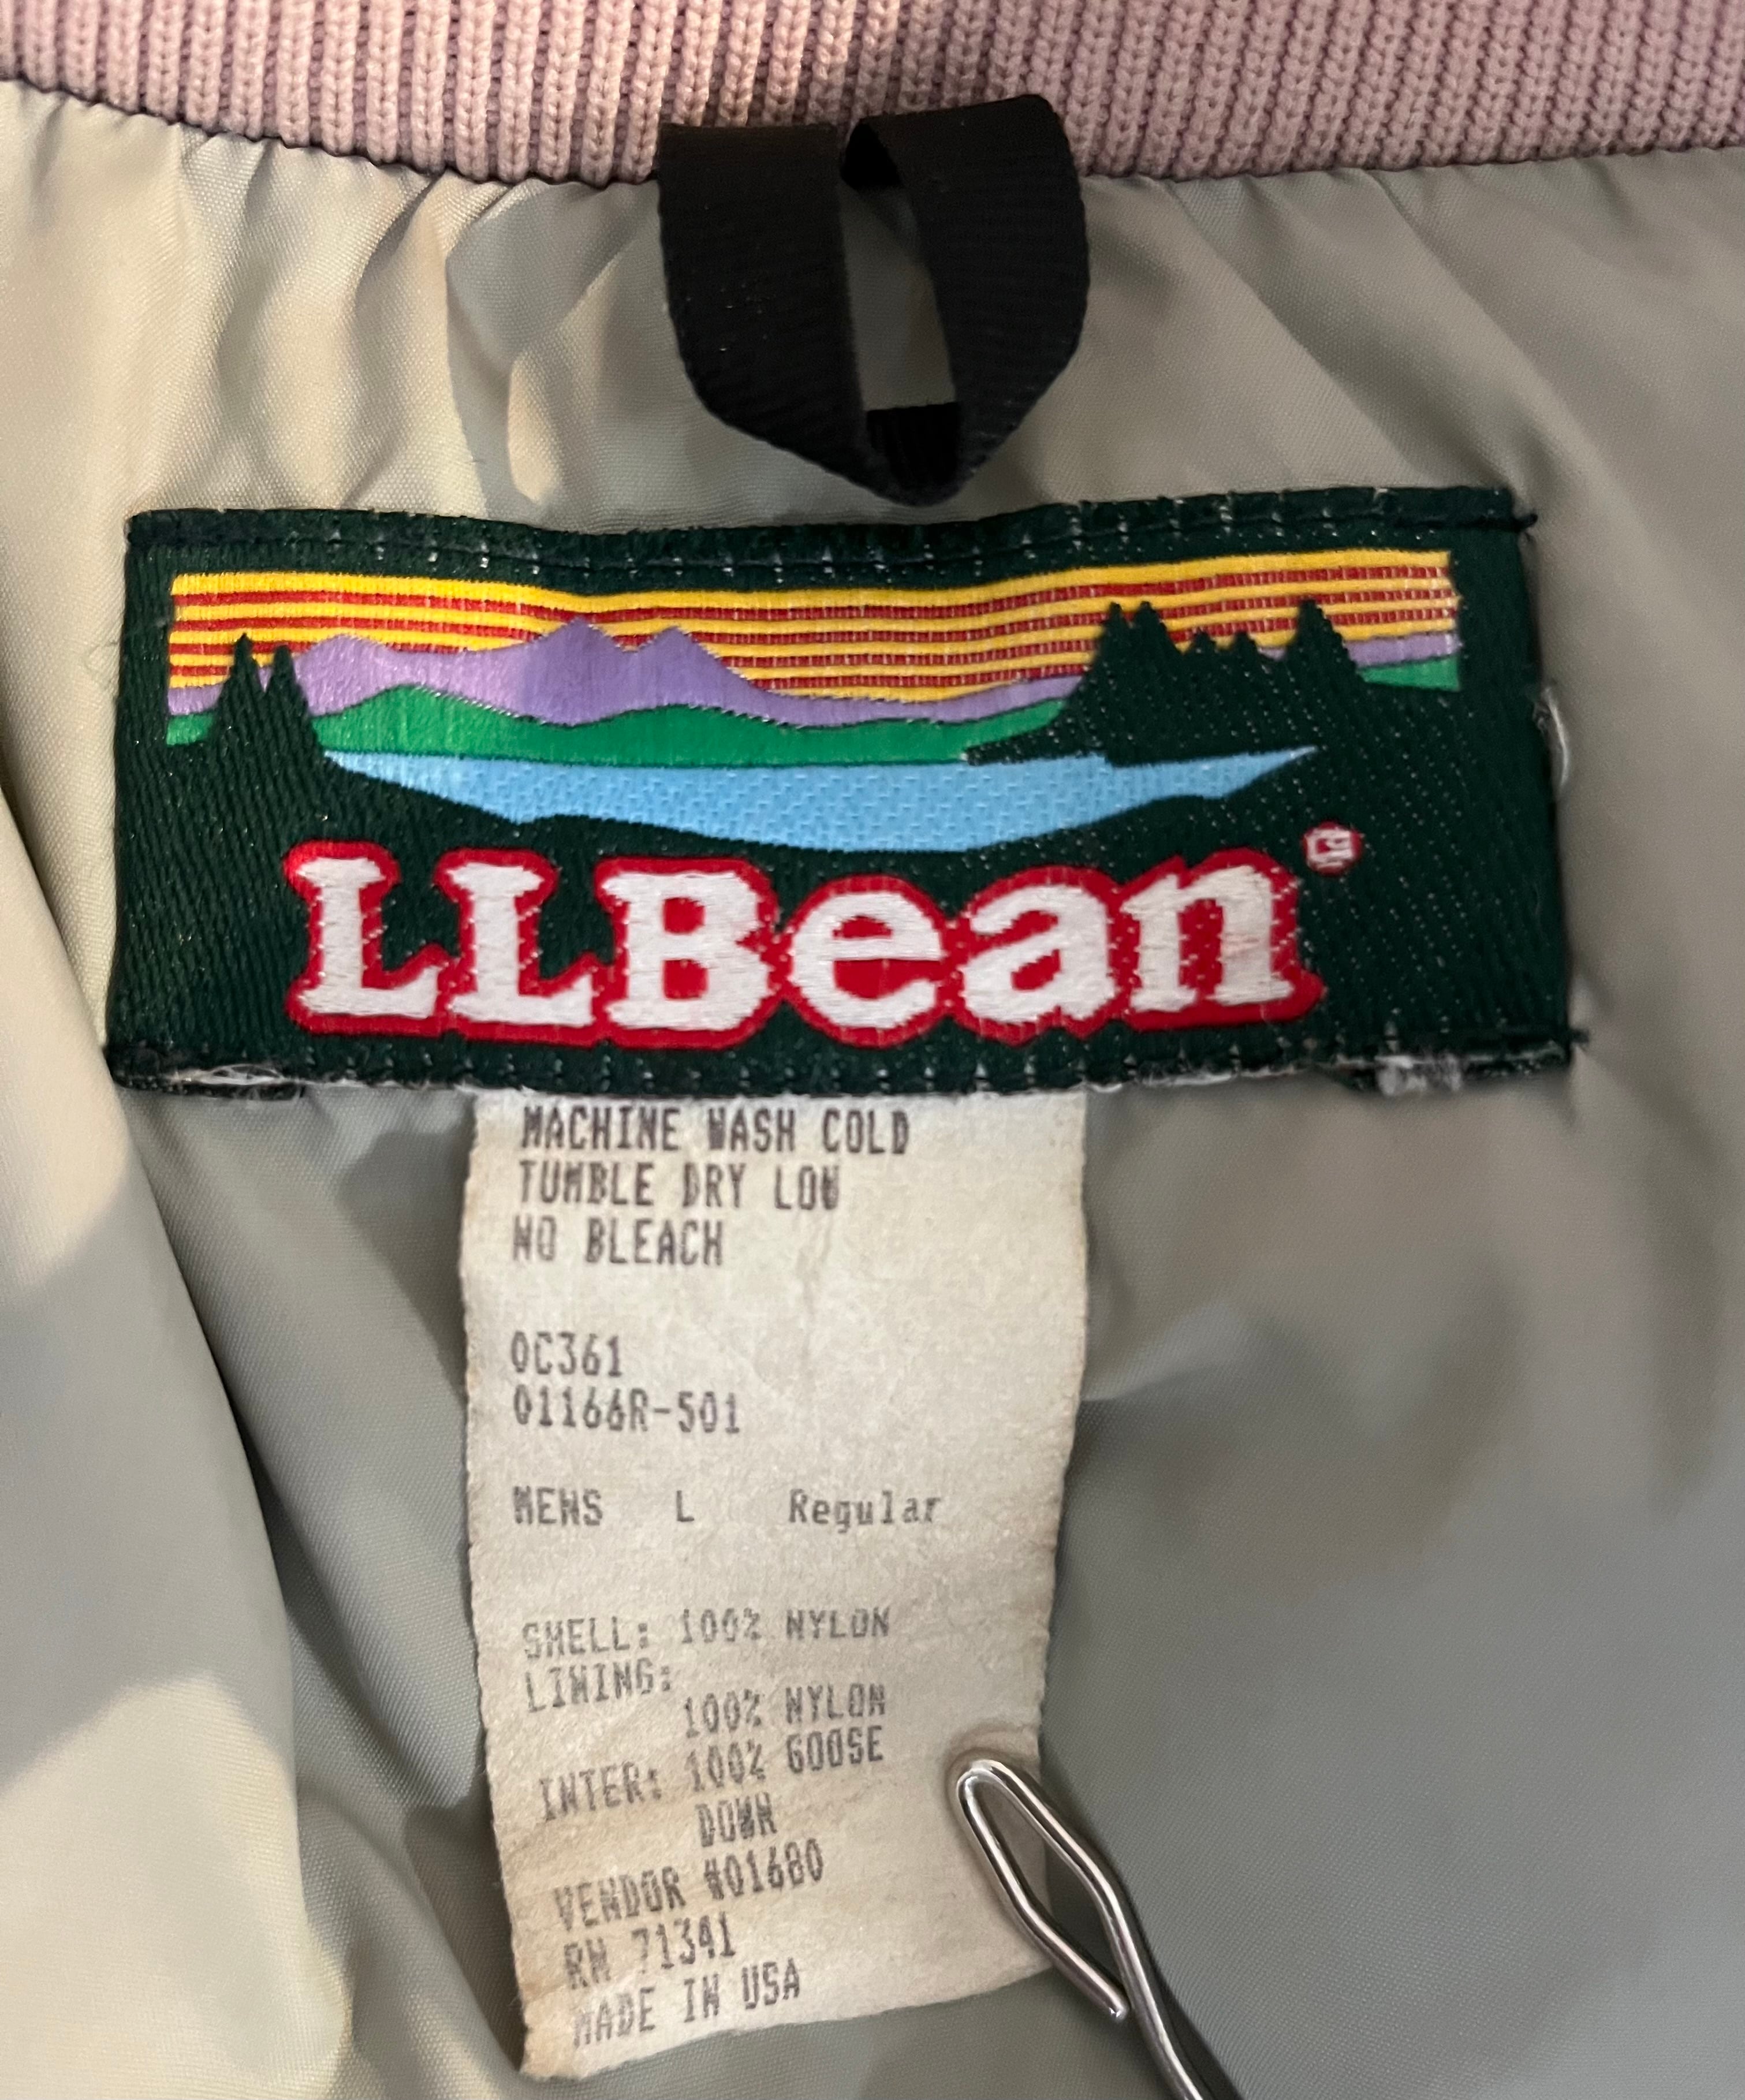 LLBean®
MACHINE WASH COLD
TUMBLE DRY LOW
NO BLEACH
0C361
01166R-501
MENS L Regular
SHELL: 100% NYLON
LINING:
100% NYLON
INTER: 100% GOOSE
DOWN
VENDOR #01680
RN 71341
MADE IN USA